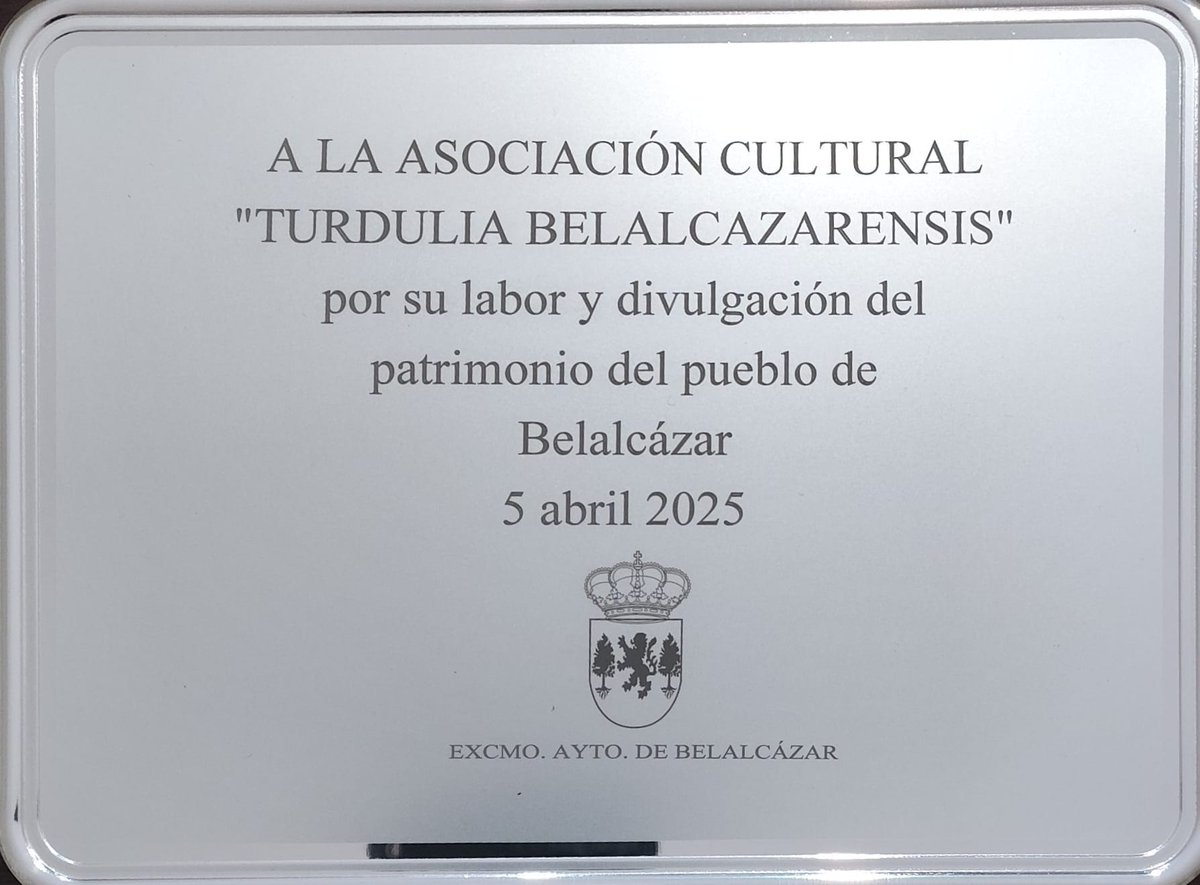 A LA ASOCIACIÓN CULTURAL
"TURDULIA BELALCAZARENSIS"
por su labor y divulgación del
patrimonio del pueblo de
Belalcázar
5 abril 2025
EXCMO. AYTO. DE BELALCÁZAR